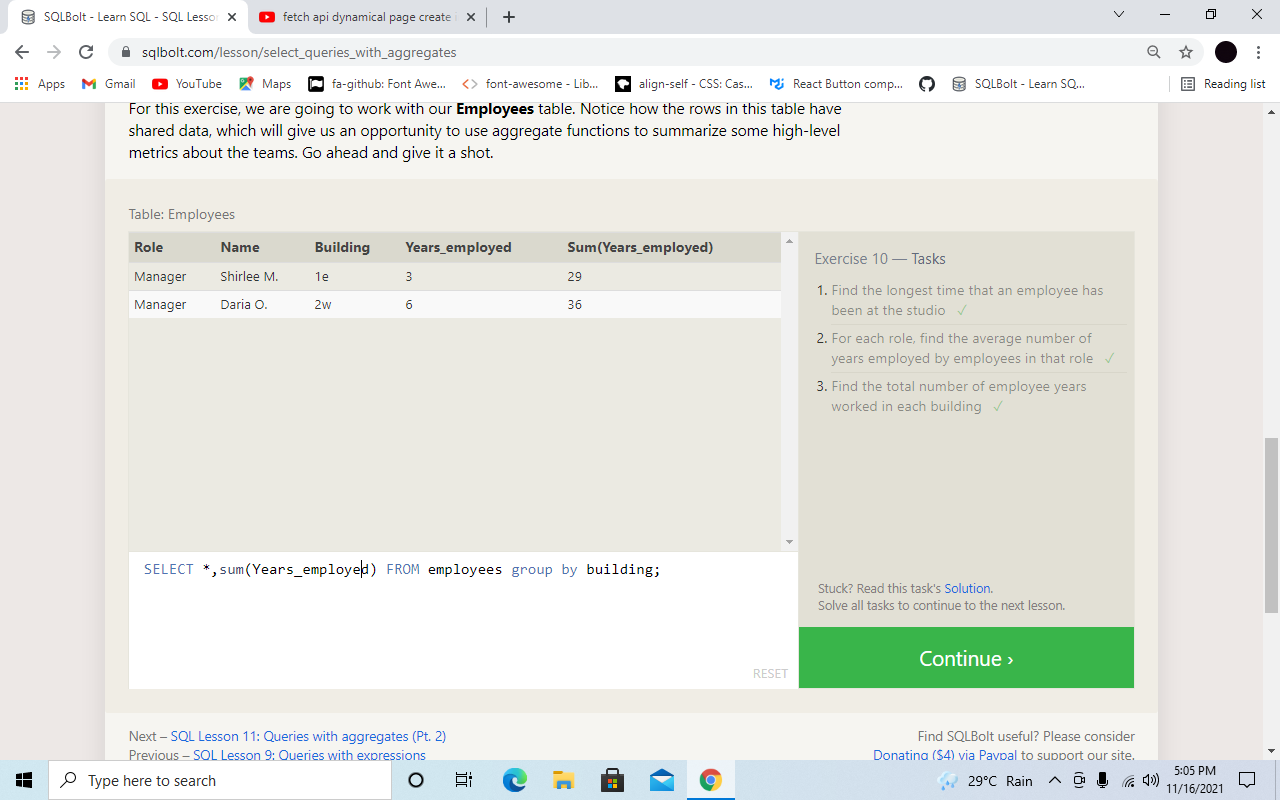 SQLBolt - Learn SQL - SQL Lesson
fetch api dynamical page create
sqlbolt.com/lesson/select_queries_with_aggregates
Apps
Gmail
YouTube
Maps
fa-github: Font Awe...
font-awesome - Lib...
align-self - CSS: Cas...
React Button comp...
SQLBolt - Learn SQ...
Reading list
For this exercise, we are going to work with our Employees table. Notice how the rows in this table have
shared data, which will give us an opportunity to use aggregate functions to summarize some high-level
metrics about the teams. Go ahead and give it a shot.
Table: Employees
Role Name Building Years_employed Sum(Years_employed)
Manager Shirlee M. 1e 3 29
Manager Daria O. 2w 6 36
SELECT *,sum(Years_employed) FROM employees group by building;
RESET
Exercise 10 — Tasks
1. Find the longest time that an employee has
been at the studio ✓
2. For each role, find the average number of
years employed by employees in that role ✓
3. Find the total number of employee years
worked in each building ✓
Stuck? Read this task's Solution.
Solve all tasks to continue to the next lesson.
Continue ›
Next – SQL Lesson 11: Queries with aggregates (Pt. 2)
Previous – SQL Lesson 9: Queries with expressions
Find SQLBolt useful? Please consider
Donating ($4) via Paypal to support our site.
Type here to search
29°C Rain
5:05 PM
11/16/2021